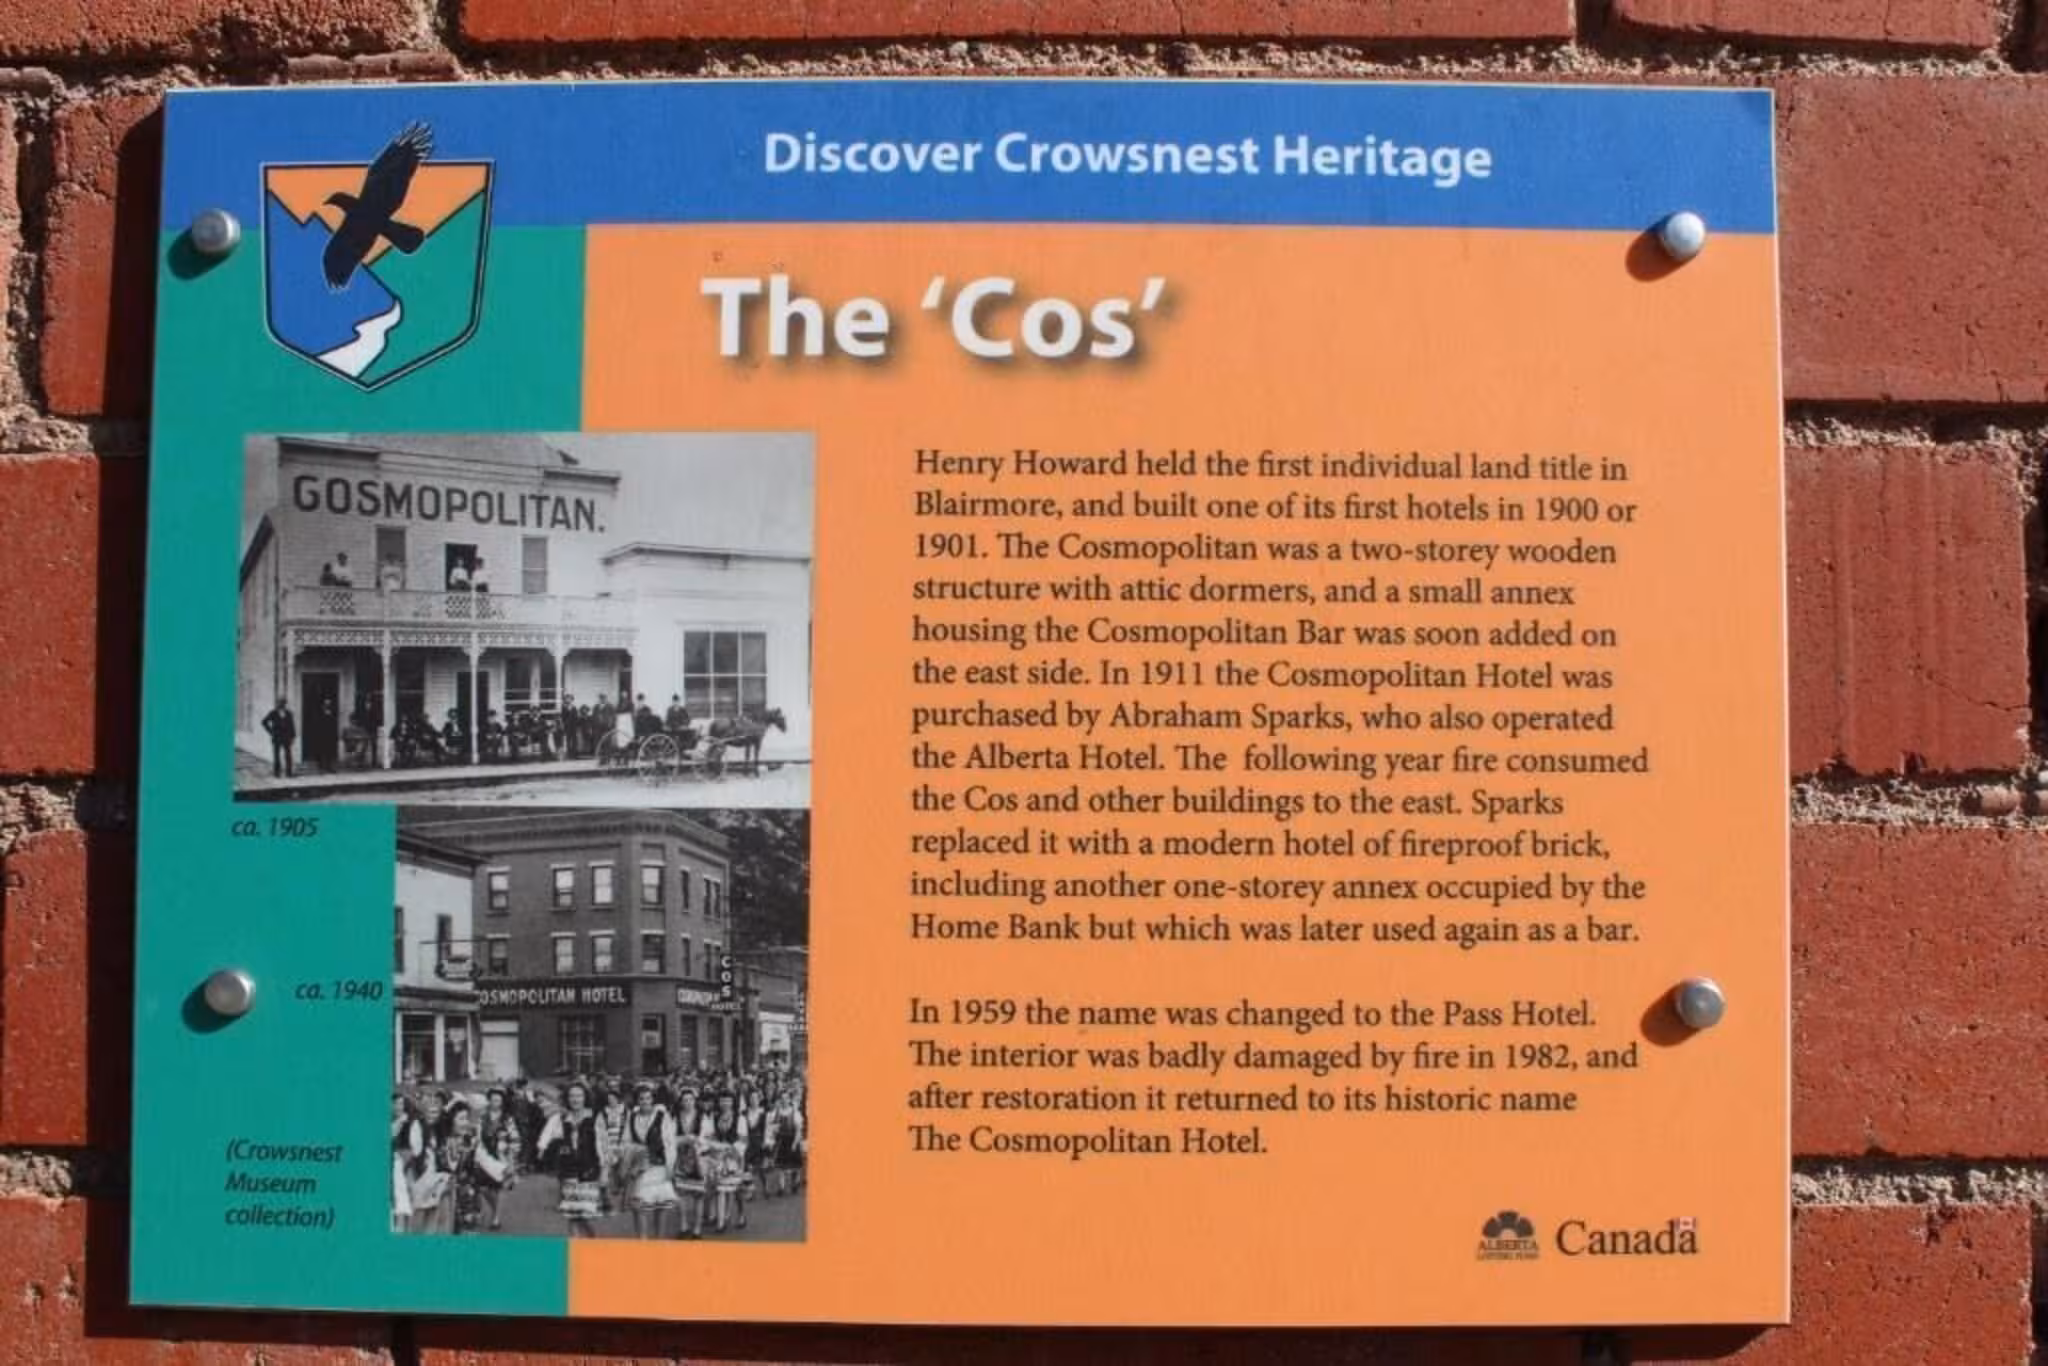 Discover Crowsnest Heritage
The ‘Cos’
COSMOPOLITAN.
ca. 1905
OSMOPOLITAN HOTEL
COS
HOTEL
ca. 1940
(Crowsnest
Museum
collection)
Henry Howard held the first individual land title in
Blairmore, and built one of its first hotels in 1900 or
1901. The Cosmopolitan was a two-storey wooden
structure with attic dormers, and a small annex
housing the Cosmopolitan Bar was soon added on
the east side. In 1911 the Cosmopolitan Hotel was
purchased by Abraham Sparks, who also operated
the Alberta Hotel. The following year fire consumed
the Cos and other buildings to the east. Sparks
replaced it with a modern hotel of fireproof brick,
including another one-storey annex occupied by the
Home Bank but which was later used again as a bar.
In 1959 the name was changed to the Pass Hotel.
The interior was badly damaged by fire in 1982, and
after restoration it returned to its historic name
The Cosmopolitan Hotel.
ALBERTA
Canada